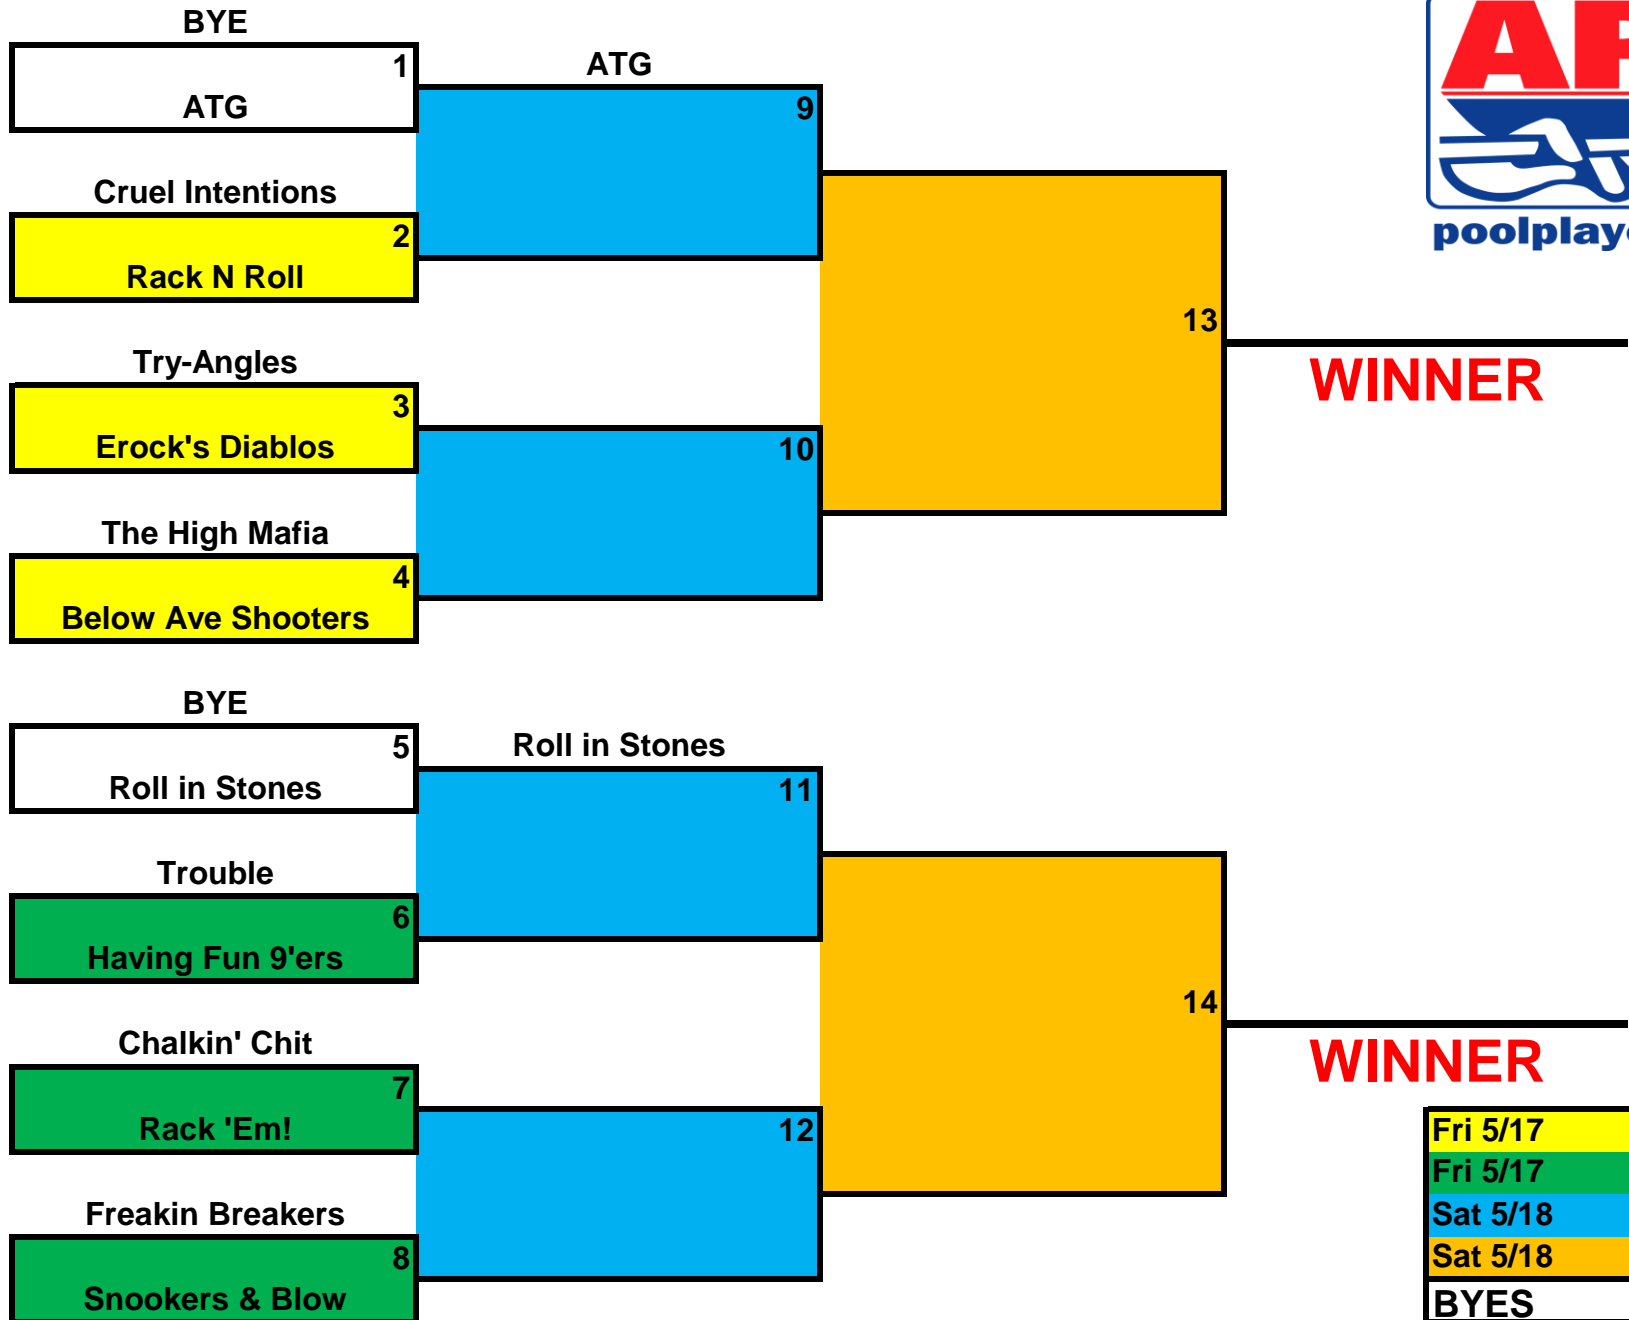 BYE
1
ATG
ATG
9
Cruel Intentions
2
Rack N Roll
Try-Angles
3
Erock's Diablos
10
The High Mafia
4
Below Ave Shooters
13
WINNER
BYE
5
Roll in Stones
Roll in Stones
11
Trouble
6
Having Fun 9'ers
Chalkin' Chit
7
Rack 'Em!
12
Freakin Breakers
8
Snookers & Blow
14
WINNER
Fri 5/17
Fri 5/17
Sat 5/18
Sat 5/18
BYES